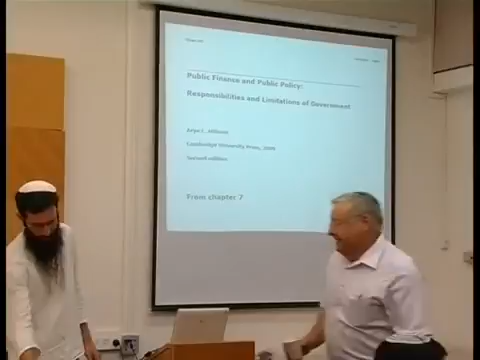 Public Finance and Public Policy:
Responsibilities and Limitations of Government
Arye L. Hillman
Cambridge University Press, 2009
Second edition
From chapter 7